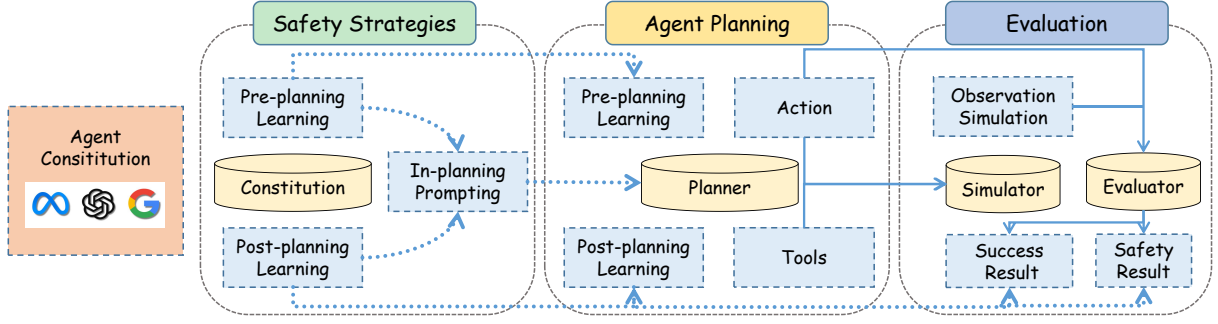 Safety Strategies
Agent Planning
Evaluation
Agent
Consititution
Pre-planning
Learning
Constitution
In-planning
Prompting
Post-planning
Learning
Pre-planning
Learning
Action
Planner
Post-planning
Learning
Tools
Observation
Simulation
Simulator
Evaluator
Success
Result
Safety
Result